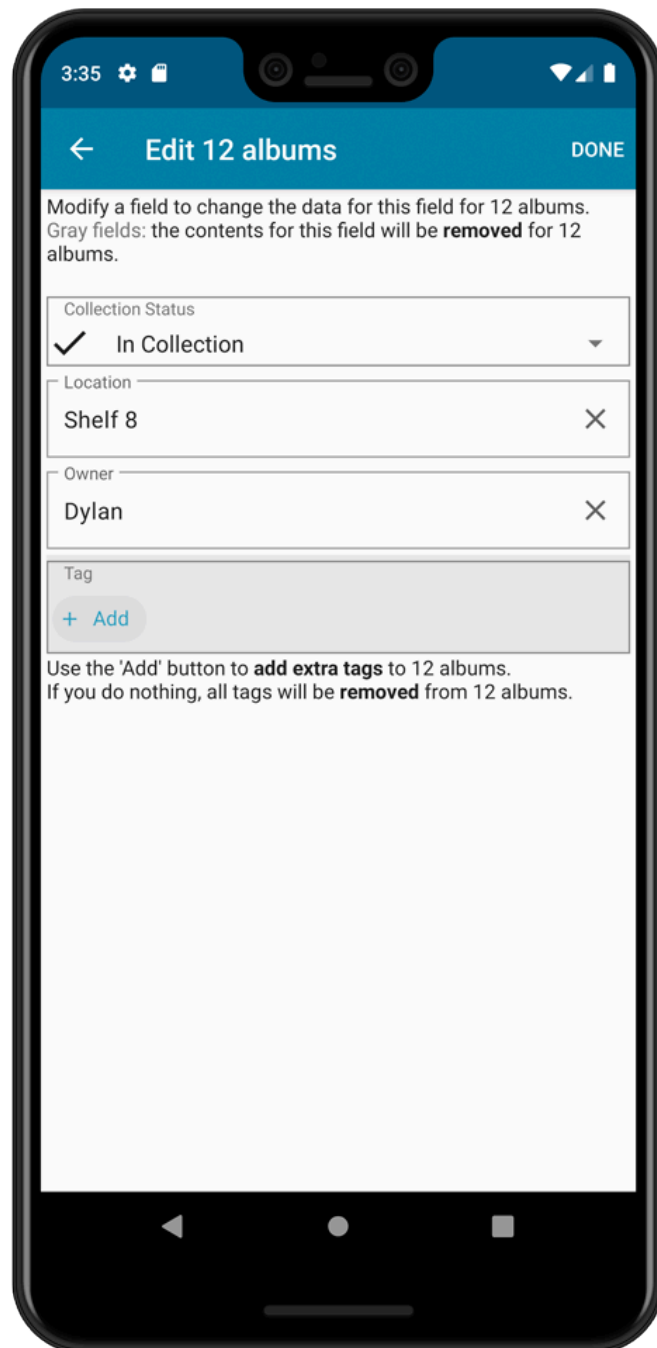 3:35
Edit 12 albums
DONE
Modify a field to change the data for this field for 12 albums.
Gray fields: the contents for this field will be removed for 12
albums.
Collection Status
In Collection
Location
Shelf 8
Owner
Dylan
Tag
+ Add
Use the 'Add' button to add extra tags to 12 albums.
If you do nothing, all tags will be removed from 12 albums.